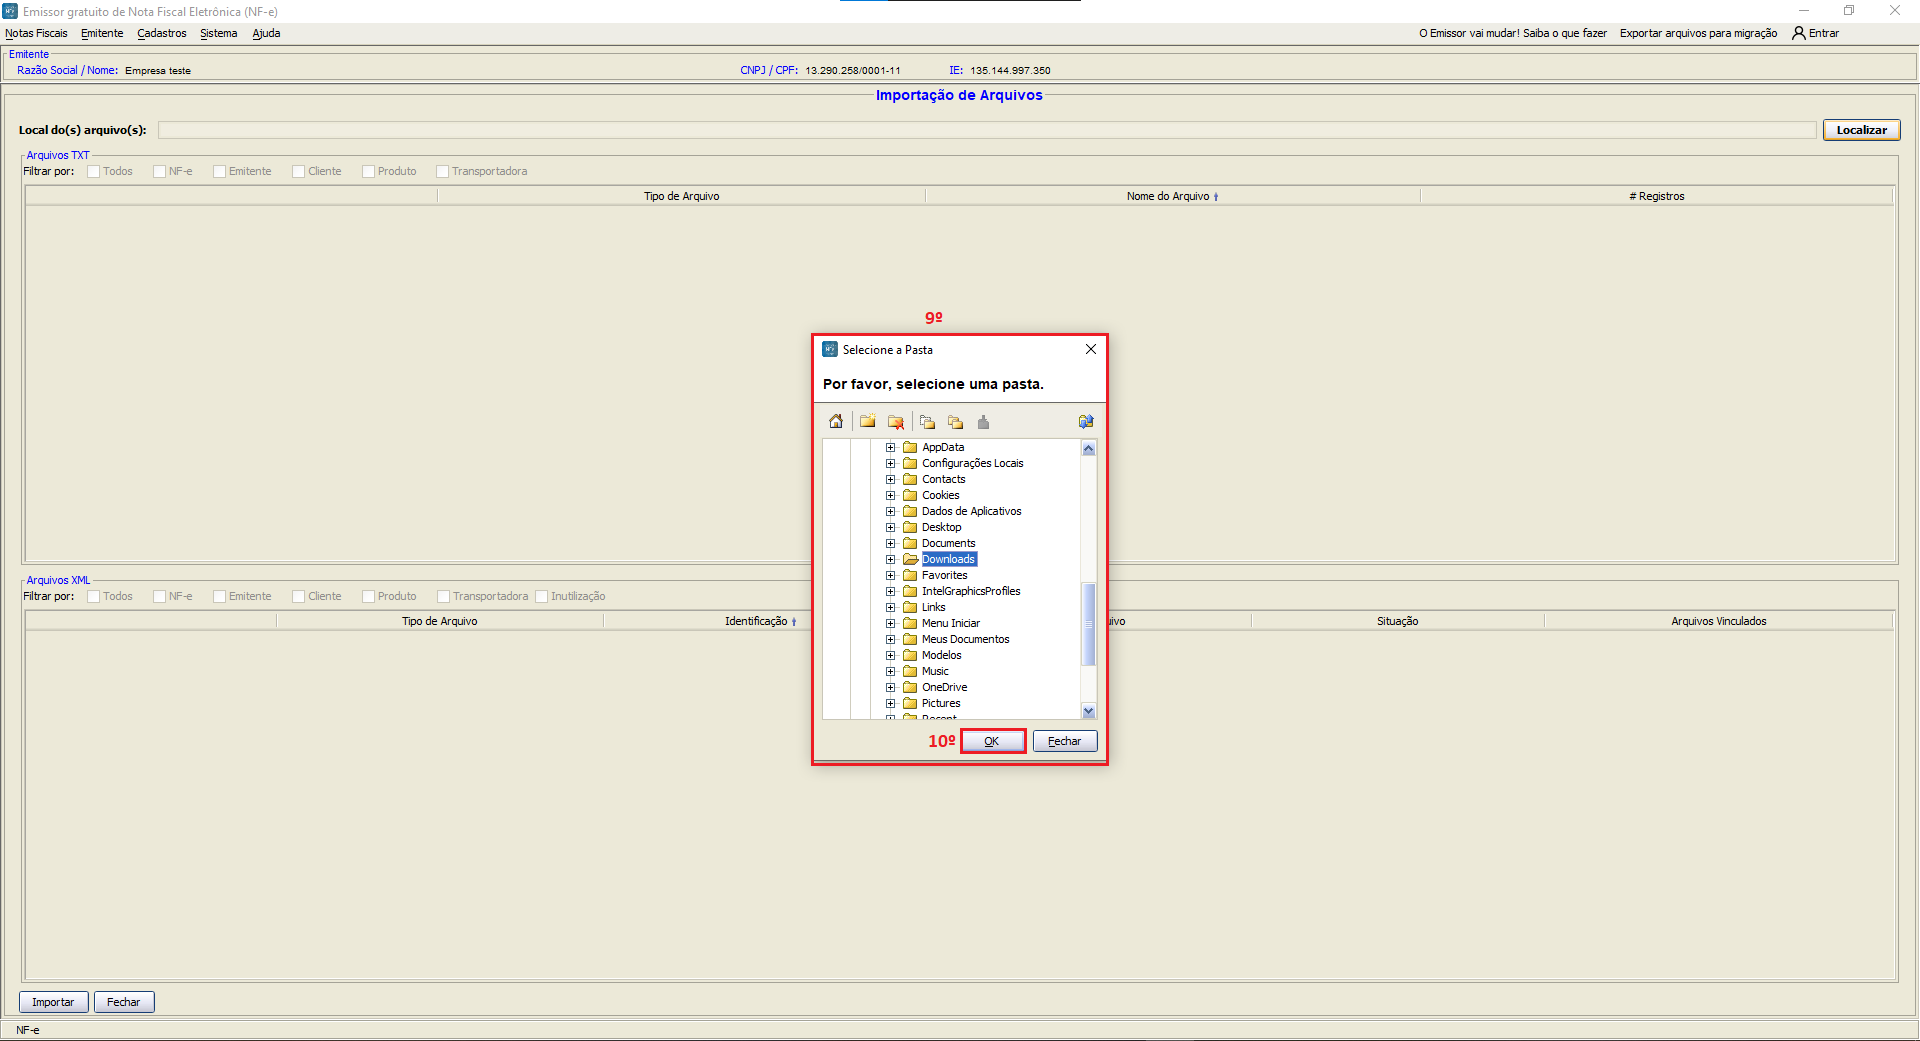 Emissor gratuito de Nota Fiscal Eletrônica (NF-e)
Notas Fiscais Emitente Cadastros Sistema Ajuda O Emissor vai mudar! Saiba o que fazer Exportar arquivos para migração Entrar
Emitente
Razão Social / Nome: Empresa teste CNPJ / CPF: 13.290.258/0001-11 IE: 135.144.997.350
Importação de Arquivos
Local do(s) arquivo(s): Localizar
Arquivos TXT
Filtrar por: Todos NF-e Emitente Cliente Produto Transportadora
Tipo de Arquivo Nome do Arquivo # Registros
9º
Selecione a Pasta
Por favor, selecione uma pasta.
AppData
Configurações Locais
Contacts
Cookies
Dados de Aplicativos
Desktop
Documents
Downloads
Favorites
IntelGraphicsProfiles
Links
Menu Iniciar
Meus Documentos
Modelos
Music
OneDrive
Pictures
Recent
10º OK Fechar
Arquivos XML
Filtrar por: Todos NF-e Emitente Cliente Produto Transportadora Inutilização
Tipo de Arquivo Identificação ivo Situação Arquivos Vinculados
Importar Fechar
NF-e